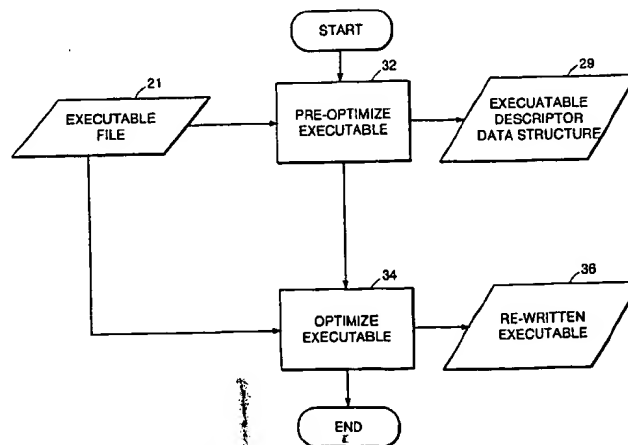 START
32
21
29
EXECUTABLE
FILE
PRE-OPTIMIZE
EXECUTABLE
EXECUATABLE
DESCRIPTOR
DATA STRUCTURE
34
36
OPTIMIZE
EXECUTABLE
RE-WRITTEN
EXECUTABLE
END